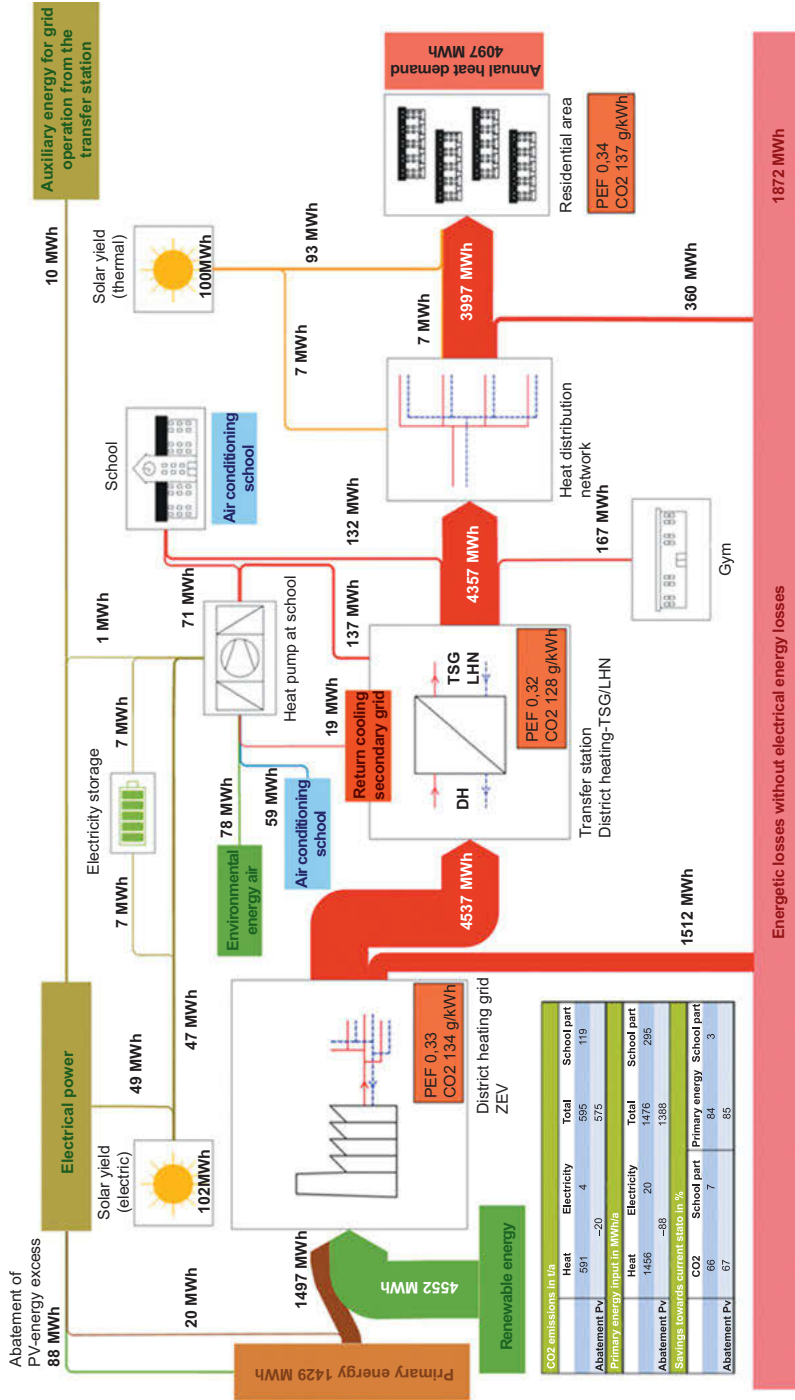 Abatement of
PV-energy excess
88 MWh
Electrical power
Auxiliary energy for grid
operation from the
transfer station
10 MWh
20 MWh
49 MWh
47 MWh
Solar yield
(electric)
102MWh
7 MWh
Electricity storage
7 MWh
1 MWh
Environmental
energy air
78 MWh
59 MWh
Air conditioning
school
19 MWh
Return cooling
secondary grid
Heat pump at school
71 MWh
137 MWh
School
Air conditioning
school
132 MWh
Solar yield
(thermal)
100MWh
93 MWh
7 MWh
7 MWh
Primary energy 1429 MWh
1497 MWh
4552 MWh
Renewable energy
PEF 0,33
CO2 134 g/kWh
District heating grid
ZEV
4537 MWh
1512 MWh
DH
TSG
LHN
PEF 0,32
CO2 128 g/kWh
Transfer station
District heating-TSG/LHN
4357 MWh
167 MWh
Gym
Heat distribution
network
3997 MWh
360 MWh
Annual heat demand
4097 MWh
Residential area
PEF 0,34
CO2 137 g/kWh
CO2 emissions in t/a
Heat Electricity Total School part
591 4 595 119
Abatement Pv –20 575
Primary energy input in MWh/a
Heat Electricity Total School part
1456 20 1476 295
Abatement Pv –88 1388
Savings towards current stato in %
CO2 School part Primary energy School part
66 7 84 3
Abatement Pv 67 85
Energetic losses without electrical energy losses
1872 MWh